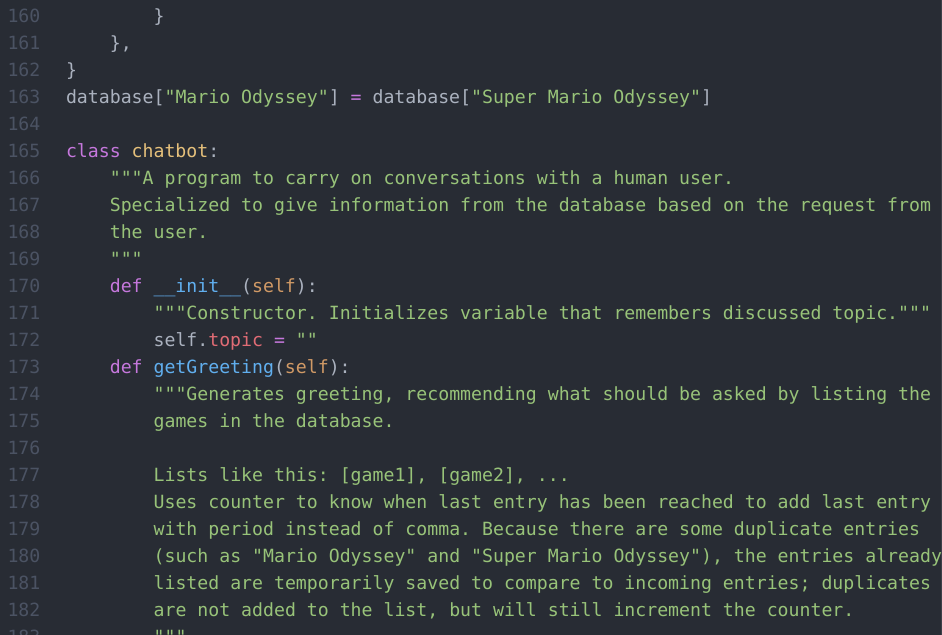 160         }
161     },
162 }
163 database["Mario Odyssey"] = database["Super Mario Odyssey"]
164
165 class chatbot:
166     """A program to carry on conversations with a human user.
167     Specialized to give information from the database based on the request from
168     the user.
169     """
170     def __init__(self):
171         """Constructor. Initializes variable that remembers discussed topic."""
172         self.topic = ""
173     def getGreeting(self):
174         """Generates greeting, recommending what should be asked by listing the
175         games in the database.
176
177         Lists like this: [game1], [game2], ...
178         Uses counter to know when last entry has been reached to add last entry
179         with period instead of comma. Because there are some duplicate entries
180         (such as "Mario Odyssey" and "Super Mario Odyssey"), the entries already
181         listed are temporarily saved to compare to incoming entries; duplicates
182         are not added to the list, but will still increment the counter.
183         """